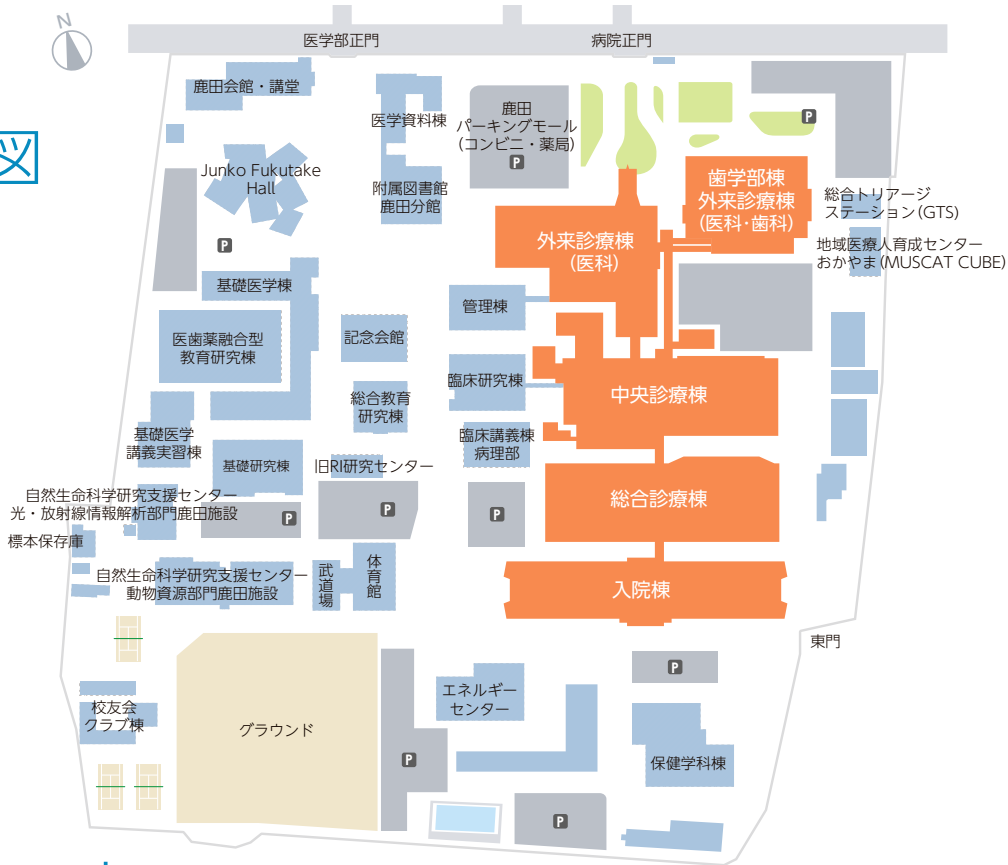 N
医学部正門
病院正門
図
鹿田会館・講堂
医学資料棟
鹿田
パーキングモール
(コンビニ・薬局)
P
P
Junko Fukutake
Hall
附属図書館
鹿田分館
歯学部棟
外来診療棟
(医科・歯科)
総合トリアージ
ステーション(GTS)
外来診療棟
(医科)
地域医療人育成センター
おかやま(MUSCAT CUBE)
P
基礎医学棟
管理棟
医歯薬融合型
教育研究棟
記念会館
臨床研究棟
中央診療棟
総合教育
研究棟
基礎医学
講義実習棟
臨床講義棟
病理部
基礎研究棟
旧RI研究センター
自然生命科学研究支援センター
光・放射線情報解析部門鹿田施設
総合診療棟
P
P
P
標本保存庫
自然生命科学研究支援センター
動物資源部門鹿田施設
武道場
体育館
入院棟
東門
P
校友会
クラブ棟
グラウンド
エネルギー
センター
P
保健学科棟
P